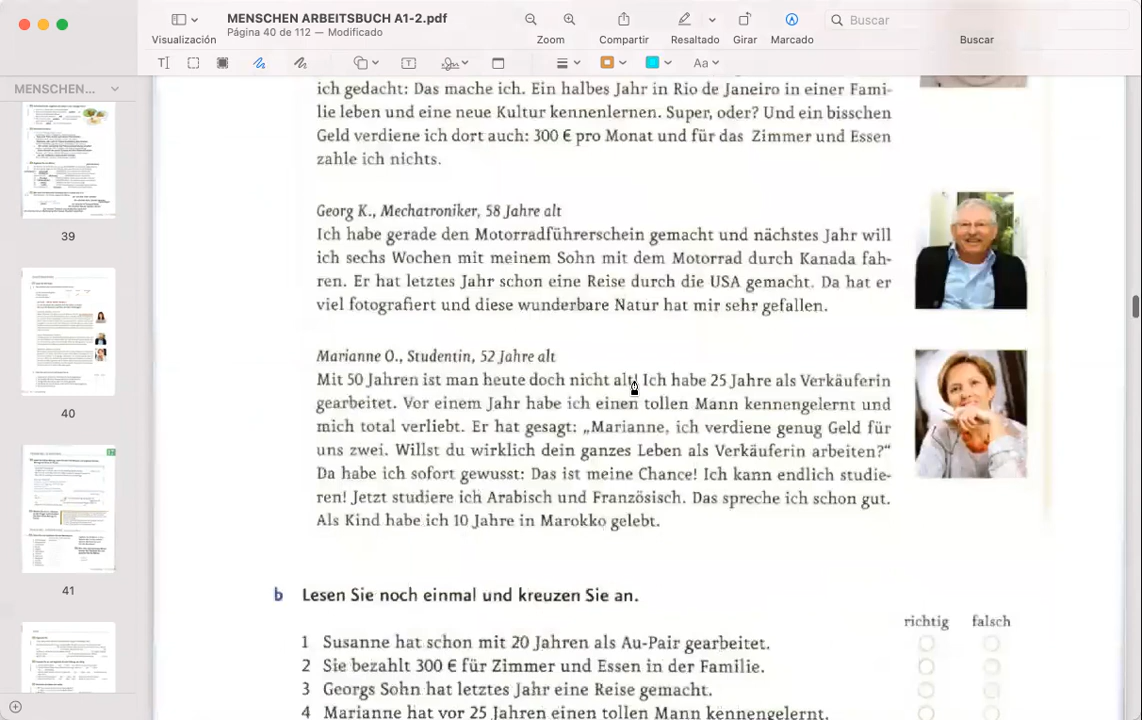 MENSCHEN ARBEITSBUCH A1-2.pdf
Página 40 de 112 — Modificado
Visualización
Zoom
Compartir
Resaltado
Girar
Marcado
Buscar
Buscar
Aa
MENSCHEN...
39
40
41
ich gedacht: Das mache ich. Ein halbes Jahr in Rio de Janeiro in einer Fami-
lie leben und eine neue Kultur kennenlernen. Super, oder? Und ein bisschen
Geld verdiene ich dort auch: 300 € pro Monat und für das Zimmer und Essen
zahle ich nichts.
Georg K., Mechatroniker, 58 Jahre alt
Ich habe gerade den Motorradführerschein gemacht und nächstes Jahr will
ich sechs Wochen mit meinem Sohn mit dem Motorrad durch Kanada fah-
ren. Er hat letztes Jahr schon eine Reise durch die USA gemacht. Da hat er
viel fotografiert und diese wunderbare Natur hat mir sehr gefallen.
Marianne O., Studentin, 52 Jahre alt
Mit 50 Jahren ist man heute doch nicht alt! Ich habe 25 Jahre als Verkäuferin
gearbeitet. Vor einem Jahr habe ich einen tollen Mann kennengelernt und
mich total verliebt. Er hat gesagt: „Marianne, ich verdiene genug Geld für
uns zwei. Willst du wirklich dein ganzes Leben als Verkäuferin arbeiten?“
Da habe ich sofort gewusst: Das ist meine Chance! Ich kann endlich studie-
ren! Jetzt studiere ich Arabisch und Französisch. Das spreche ich schon gut.
Als Kind habe ich 10 Jahre in Marokko gelebt.
b Lesen Sie noch einmal und kreuzen Sie an.
richtig falsch
1 Susanne hat schon mit 20 Jahren als Au-Pair gearbeitet.
2 Sie bezahlt 300 € für Zimmer und Essen in der Familie.
3 Georgs Sohn hat letztes Jahr eine Reise gemacht.
4 Marianne hat vor 25 Jahren einen tollen Mann kennengelernt.